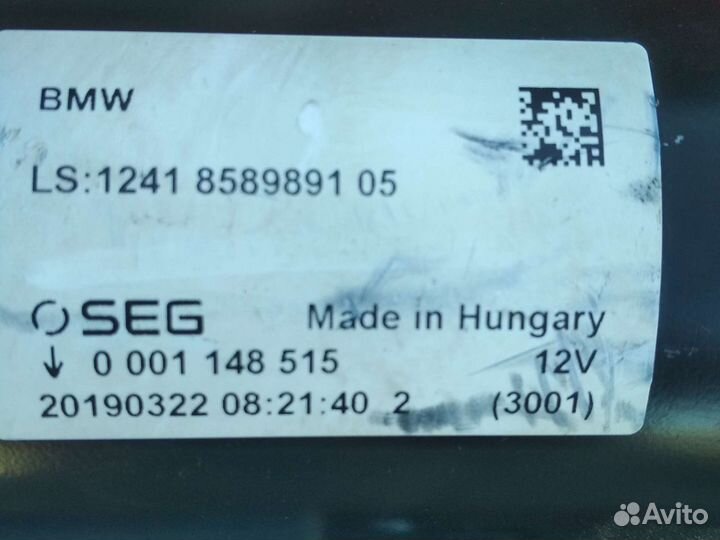 BMW
LS:1241 8589891 05
SEG Made in Hungary
↓ 0 001 148 515 12V
20190322 08:21:40 2 (3001)
Avito